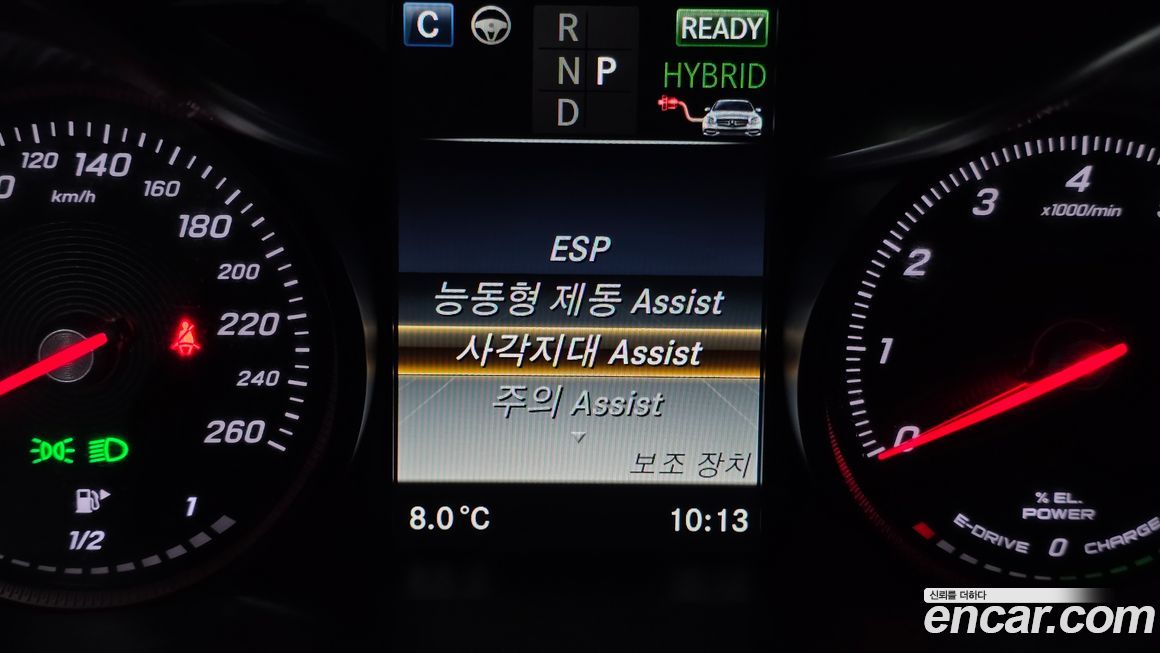 C
R
N P
D
READY
HYBRID
ESP
능동형 제동 Assist
사각지대 Assist
주의 Assist
보조 장치
8.0°C
10:13
120
140
160
180
200
220
240
260
km/h
1/2
1
0
1
2
3
4
x1000/min
% EL.
POWER
E-DRIVE 0 CHARGE
신뢰를 더하다
encar.com